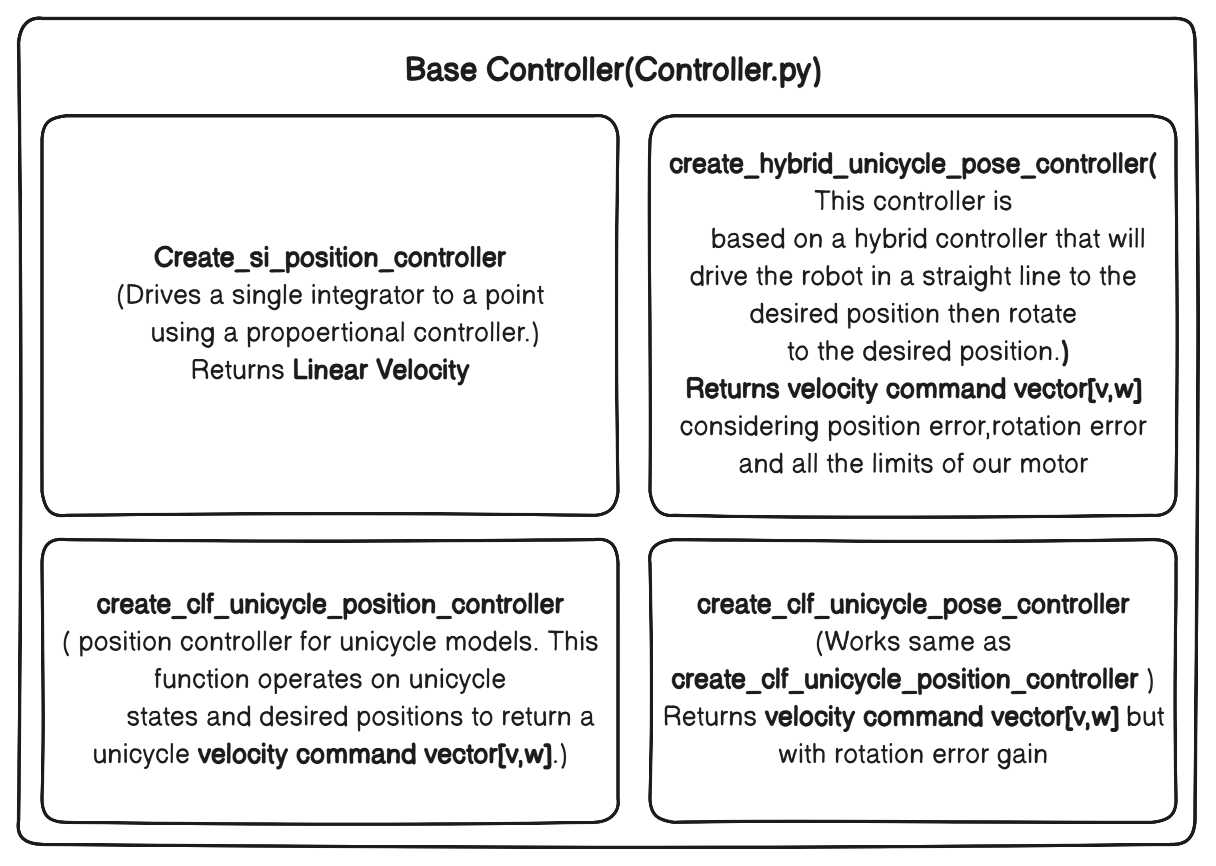 Base Controller(Controller.py)
Create_si_position_controller
(Drives a single integrator to a point
using a propoertional controller.)
Returns Linear Velocity
create_hybrid_unicycle_pose_controller(
This controller is
based on a hybrid controller that will
drive the robot in a straight line to the
desired position then rotate
to the desired position.)
Returns velocity command vector[v,w]
considering position error,rotation error
and all the limits of our motor
create_clf_unicycle_position_controller
( position controller for unicycle models. This
function operates on unicycle
states and desired positions to return a
unicycle velocity command vector[v,w].)
create_clf_unicycle_pose_controller
(Works same as
create_clf_unicycle_position_controller )
Returns velocity command vector[v,w] but
with rotation error gain